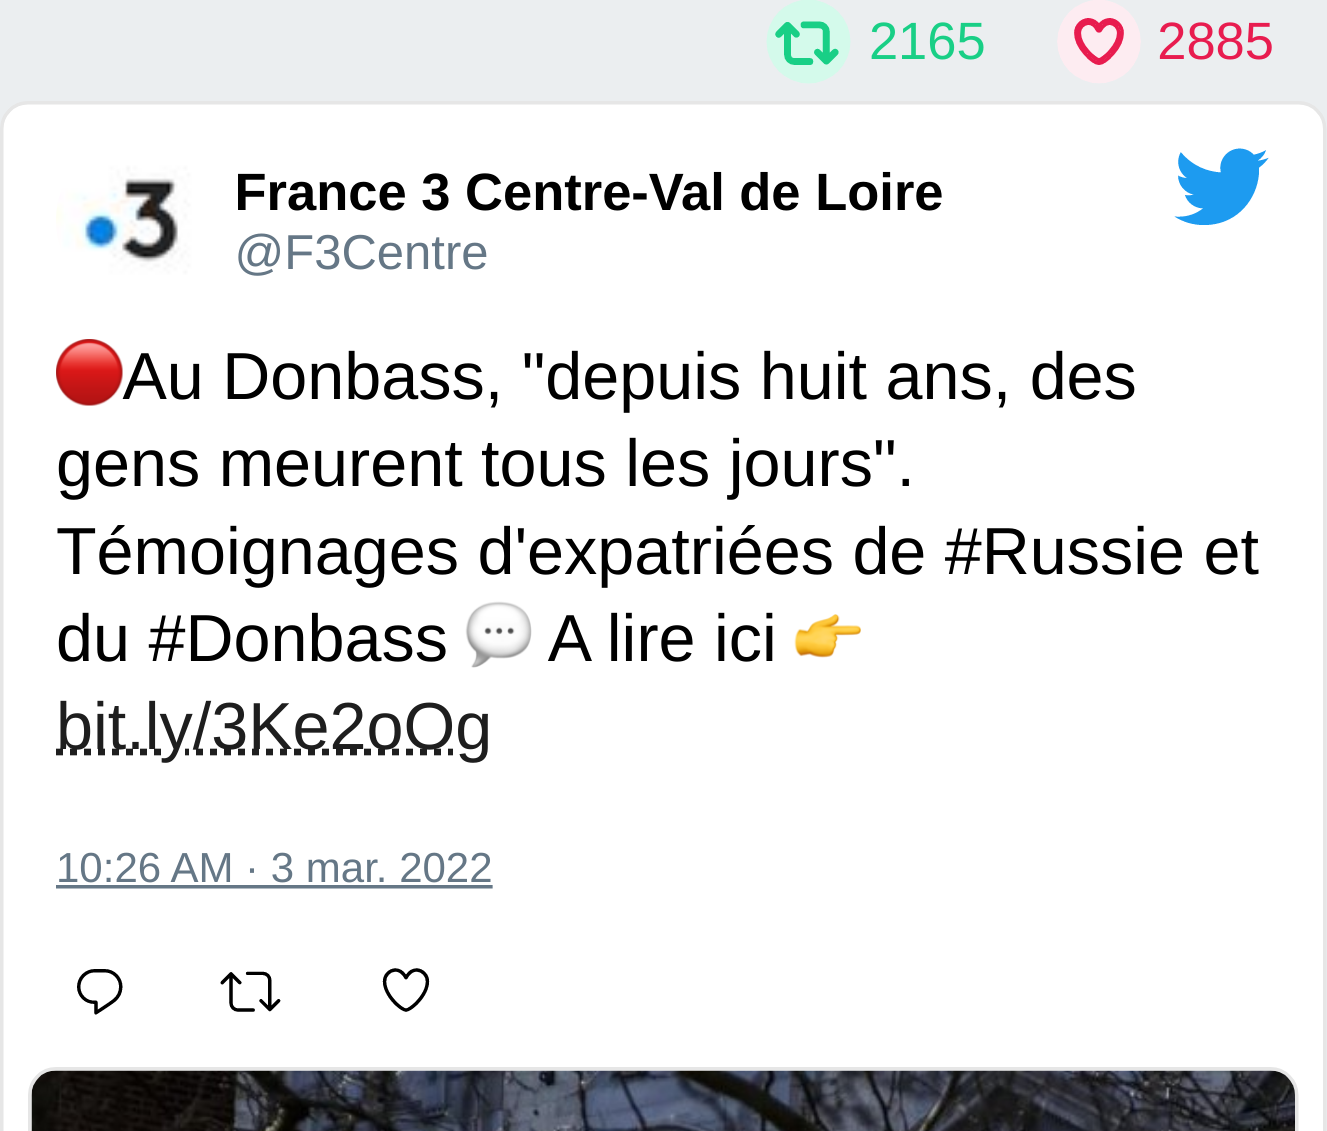 2165 2885
3 France 3 Centre-Val de Loire
@F3Centre
🔴Au Donbass, "depuis huit ans, des
gens meurent tous les jours".
Témoignages d'expatriées de #Russie et
du #Donbass 💬 A lire ici 👉
bit.ly/3Ke2oOg
10:26 AM · 3 mar. 2022